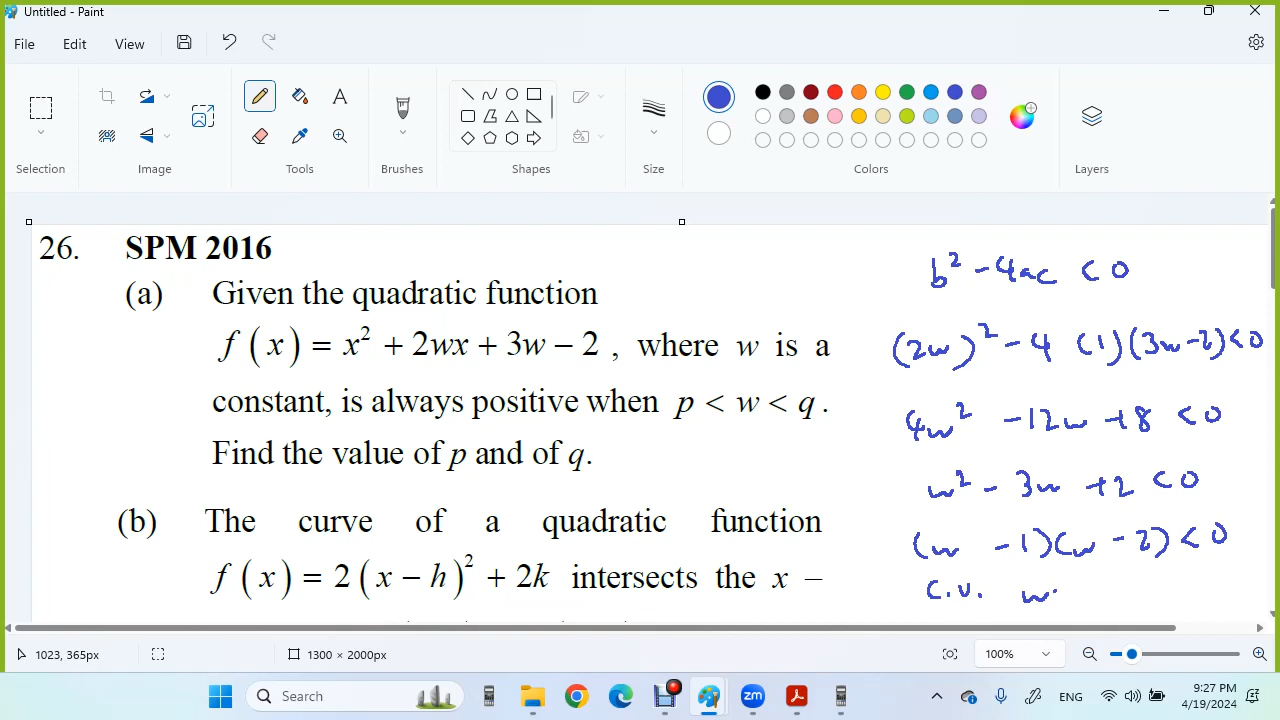 Untitled - Paint
File Edit View
Selection Image Tools Brushes Shapes Size Colors Layers
26. SPM 2016
(a) Given the quadratic function
f(x) = x² + 2wx + 3w − 2 , where w is a
constant, is always positive when p < w < q .
Find the value of p and of q.
(b) The curve of a quadratic function
f(x) = 2(x − h)² + 2k intersects the x –
b² - 4ac < 0
(2w)² - 4 (1)(3w-2)<0
4w² - 12w + 8 < 0
w² - 3w + 2 < 0
(w - 1)(w - 2) < 0
C.V. w
1023, 365px
1300 × 2000px
100%
Search
zm
ENG
9:27 PM
4/19/2024